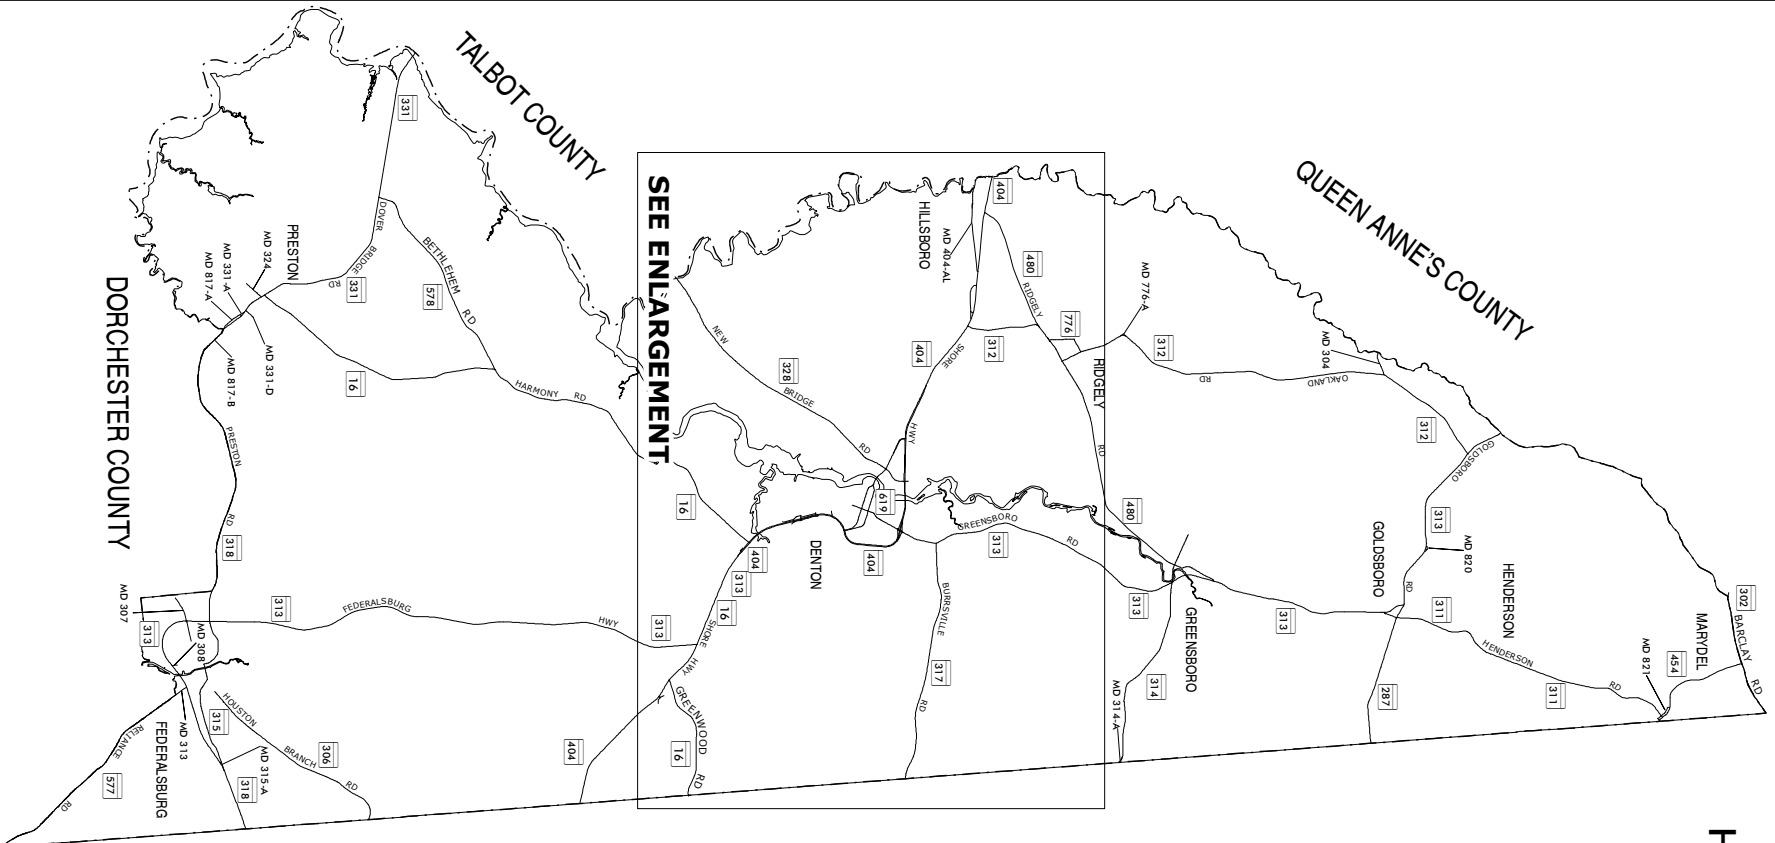 TALBOT COUNTY
QUEEN ANNE'S COUNTY
DORCHESTER COUNTY
SEE ENLARGEMENT
331
DOVER
BRIDGE
RD
331
PRESTON
MD 324
MD 331-A
MD 817-A
MD 817-B
MD 331-D
BETHLEHEM
RD
578
16
HARMONY
RD
PRESTON
RD
318
MD 307
313
MD 308
313
FEDERALSBURG
HWY
313
315
HOUSTON
BRANCH
RD
306
MD 315-A
318
MD 313
FEDERALSBURG
RELIANCE
RD
577
404
HILLSBORO
MD 404-AL
480
RIDGELY
776
312
404
SHORE
HWY
NEW
BRIDGE
RD
328
RIDGELY
RD
619
16
404
313
16
DENTON
404
GREENSBORO
RD
313
BURRSVILLE
RD
317
SHORE
HWY
GREENWOOD
RD
16
404
MD 776-A
312
RD
OAKLAND
MD 304
312
GOLDSBORO
RD
313
MD 820
GOLDSBORO
HENDERSON
480
313
GREENSBORO
314
MD 314-A
313
311
HENDERSON
RD
311
287
MD 821
454
MARYDEL
302
BARCLAY
RD